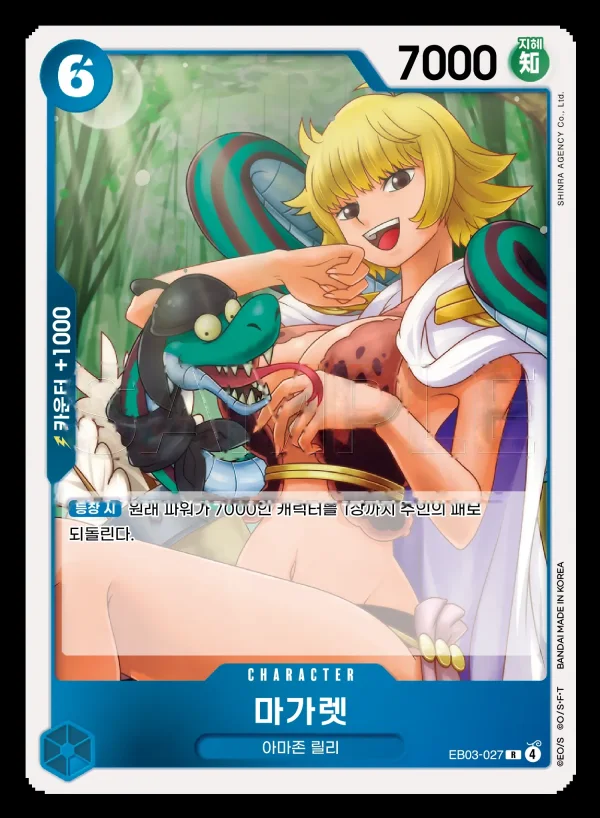 6
7000
지혜
知
SHINRA AGENCY Co., Ltd.
카운터 +1000
SAMPLE
등장 시 원래 파워가 7000인 캐릭터를 1장까지 주인의 패로
되돌린다.
CHARACTER
마가렛
아마존 릴리
EB03-027 R 4
©EO/S ©O/S·F·T BANDAI MADE IN KOREA